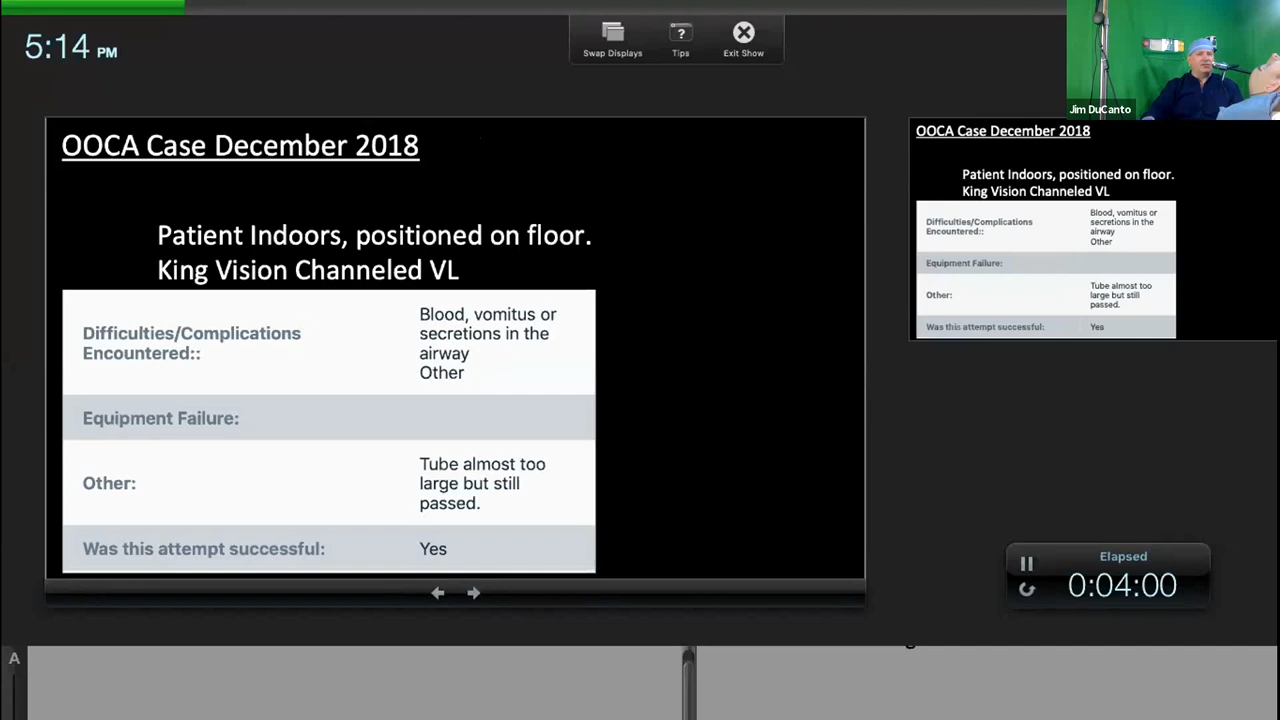 5:14 PM
Swap Displays
Tips
Exit Show
Jim DuCanto
OOCA Case December 2018
Patient Indoors, positioned on floor.
King Vision Channeled VL
Difficulties/Complications
Encountered::
Blood, vomitus or
secretions in the
airway
Other
Equipment Failure:
Other:
Tube almost too
large but still
passed.
Was this attempt successful:
Yes
OOCA Case December 2018
Patient Indoors, positioned on floor.
King Vision Channeled VL
Difficulties/Complications
Encountered::
Blood, vomitus or
secretions in the
airway
Other
Equipment Failure:
Other:
Tube almost too
large but still
passed.
Was this attempt successful:
Yes
Elapsed
0:04:00
A